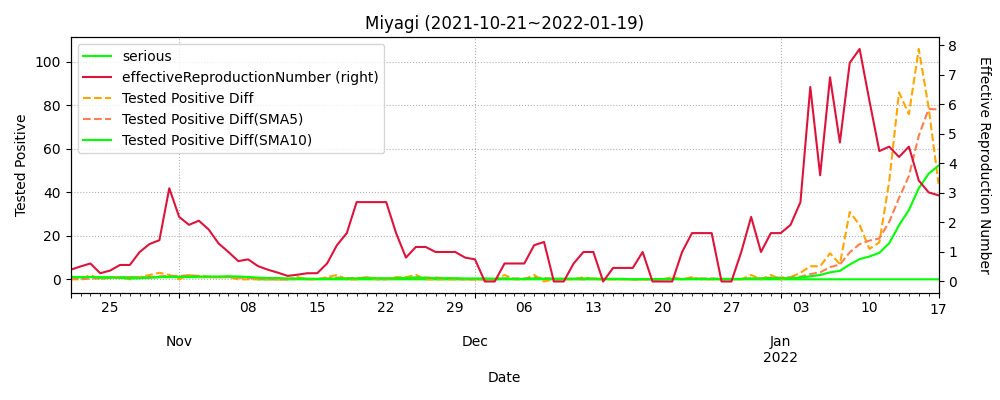 Miyagi (2021-10-21~2022-01-19)
serious
effectiveReproductionNumber (right)
Tested Positive Diff
Tested Positive Diff(SMA5)
Tested Positive Diff(SMA10)
Tested Positive
100
80
60
40
20
0
8
7
6
5
4
3
2
1
0
Effective Reproduction Number
25 08 15 22 29 06 13 20 27 03 10 17
Nov Dec Jan
2022
Date